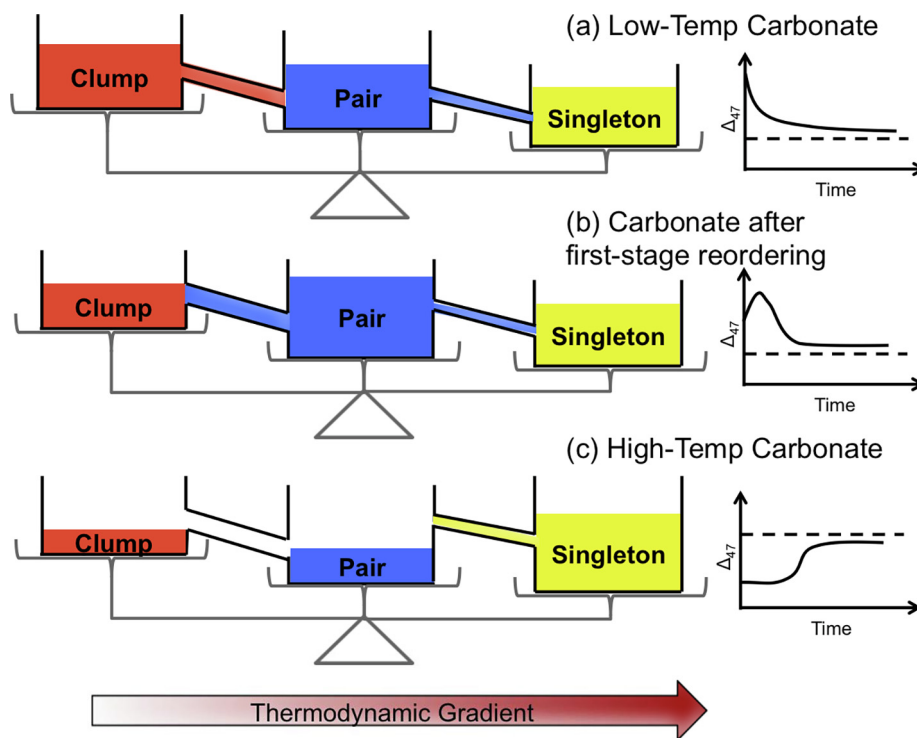 (a) Low-Temp Carbonate
Clump
Pair
Singleton
Δ47
Time
(b) Carbonate after
first-stage reordering
Clump
Pair
Singleton
Δ47
Time
(c) High-Temp Carbonate
Clump
Pair
Singleton
Δ47
Time
Thermodynamic Gradient